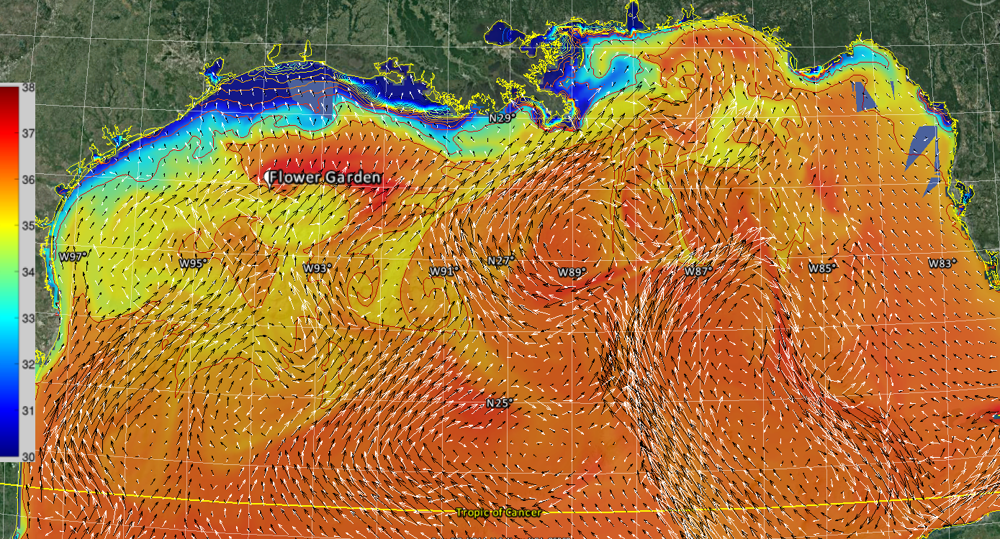 38
37
36
35
34
33
32
31
30
N29°
Flower Garden
W97°
W95°
W93°
W91°
N27°
W89°
W87°
W85°
W83°
N25°
Tropic of Cancer